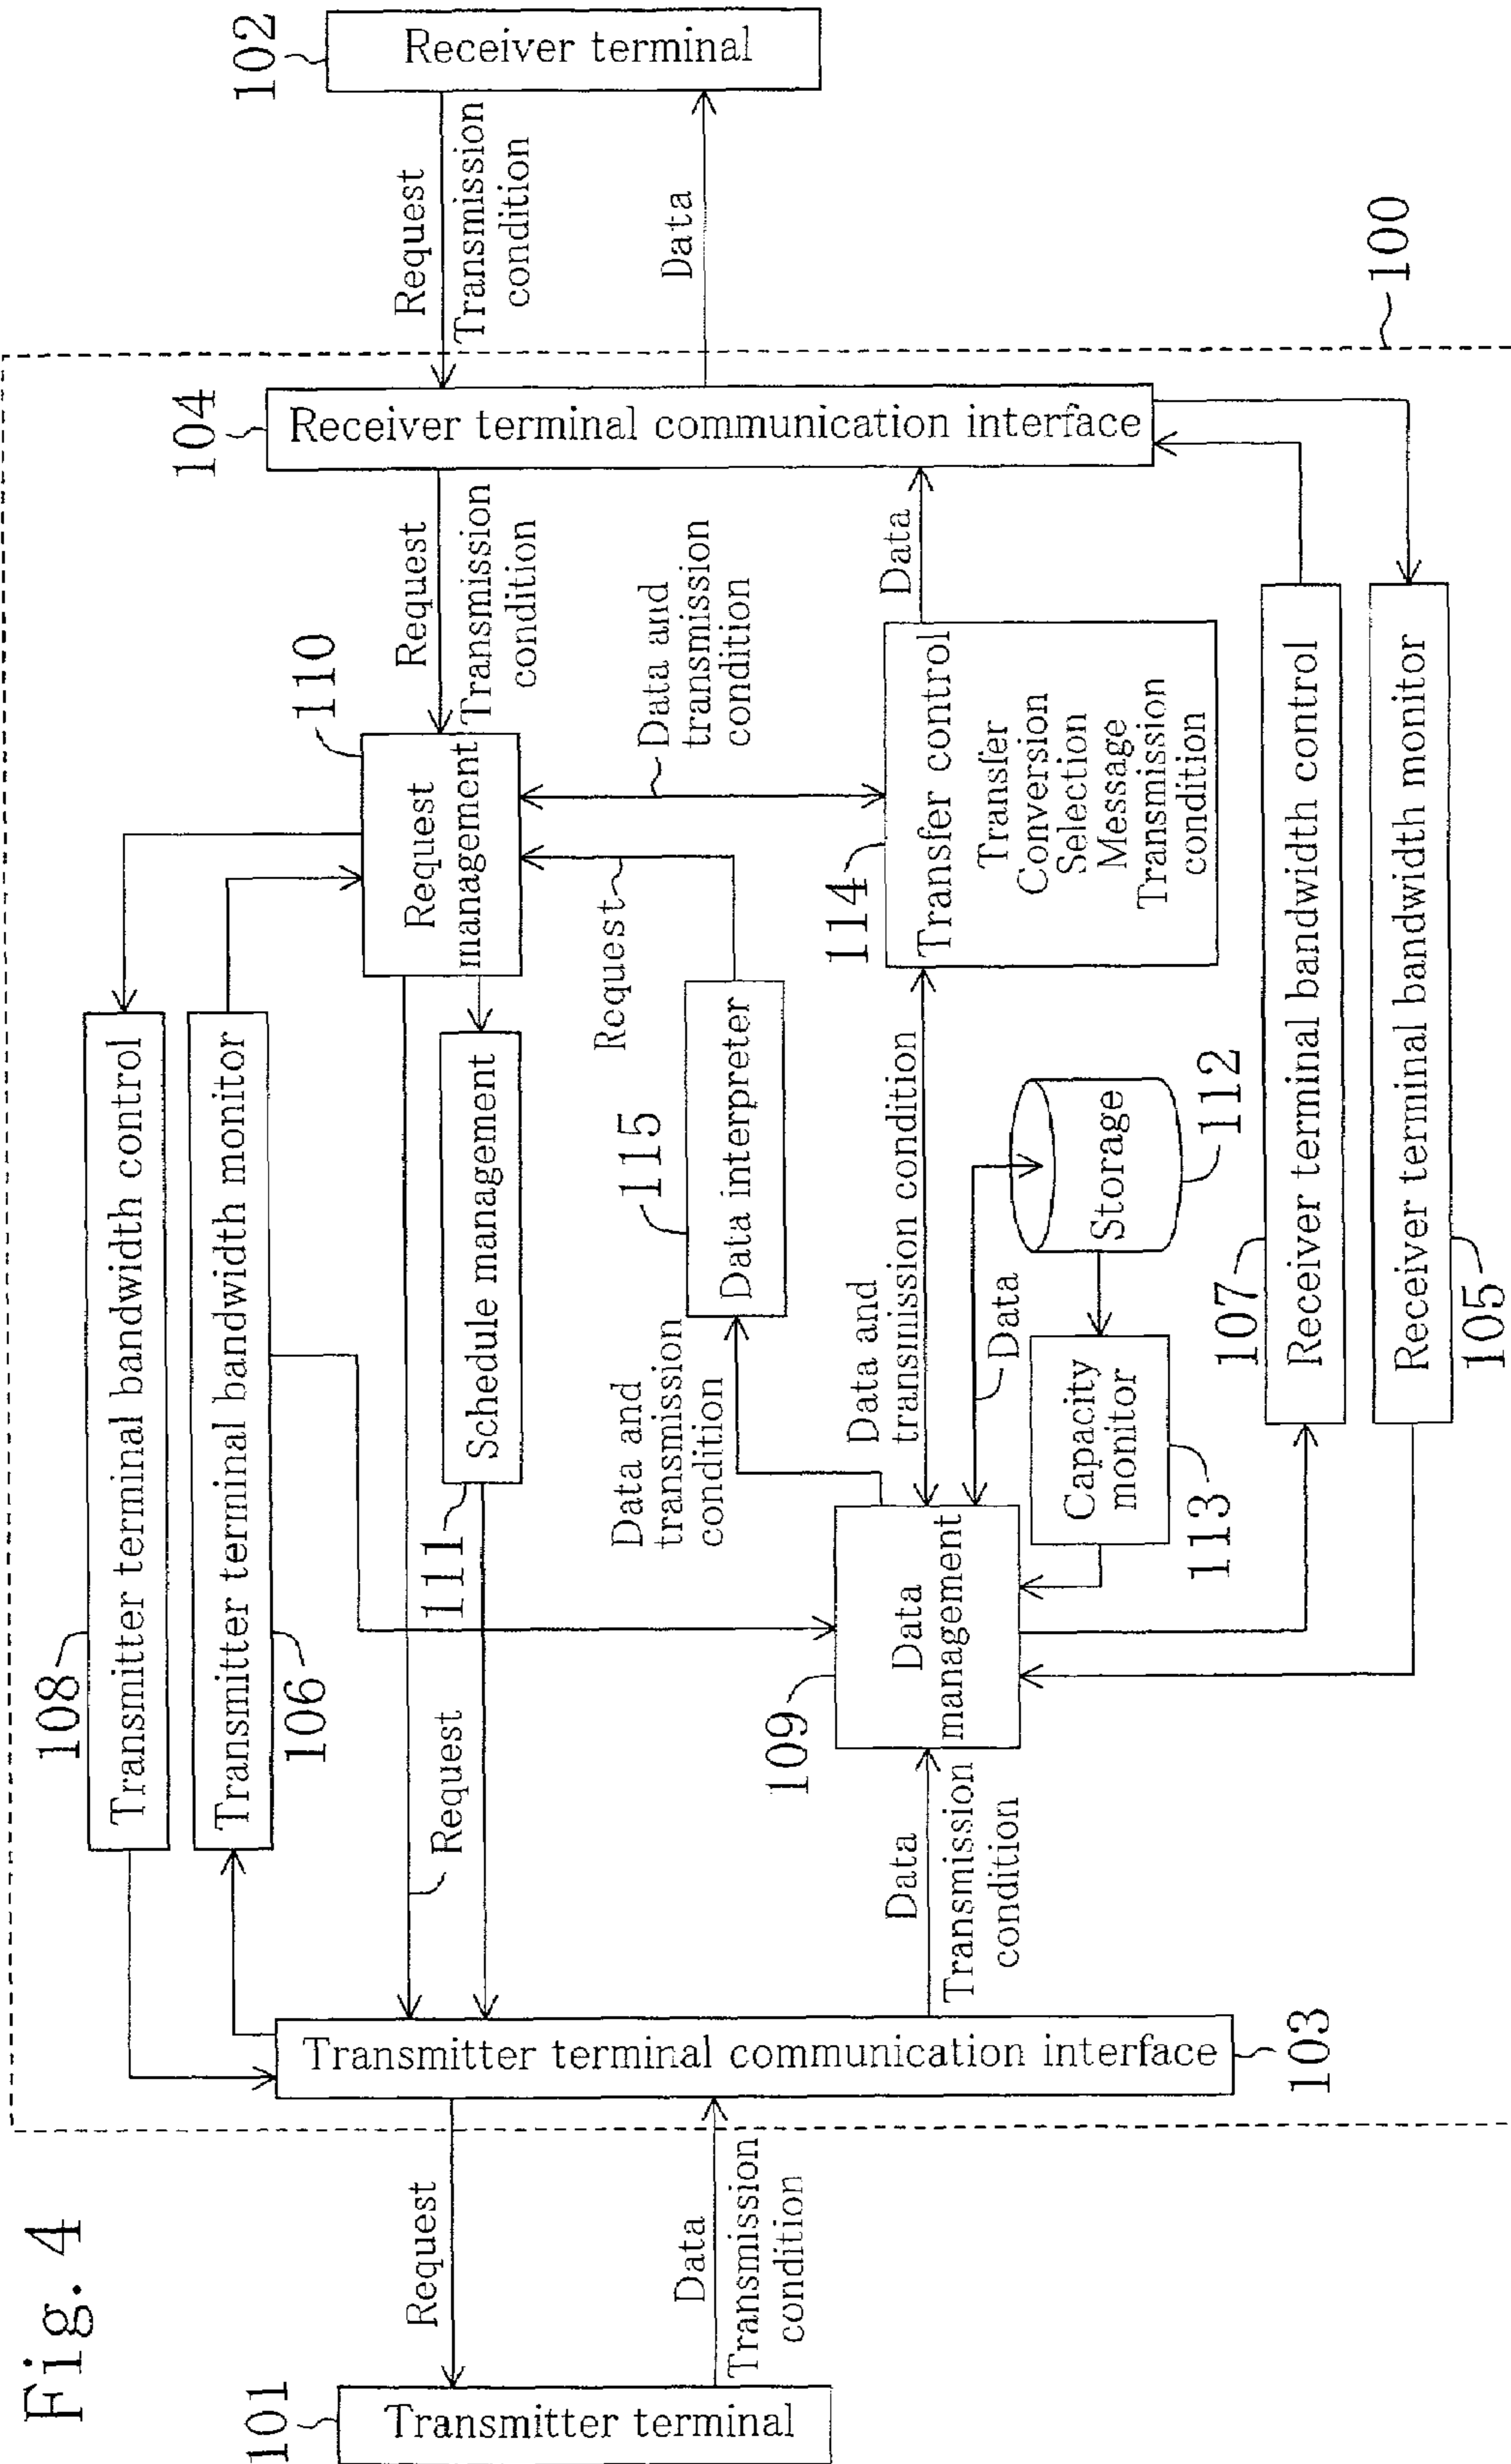 Fig. 4
108
Transmitter terminal bandwidth control
Transmitter terminal bandwidth monitor
106
101
Transmitter terminal
Request
Data
Transmission
condition
Transmitter terminal communication interface
103
Request
Data
Transmission
condition
111
Schedule management
110
Request
management
Request
Transmission
condition
104
Receiver terminal communication interface
Request
Transmission
condition
Data
102
Receiver terminal
Data and
transmission
condition
115
Data interpreter
Request
Data and
transmission
condition
109
Data
management
Data and
transmission condition
Data
Storage
112
Capacity
monitor
113
114
Transfer control
Transfer
Conversion
Selection
Message
Transmission
condition
Data
107
Receiver terminal bandwidth control
Receiver terminal bandwidth monitor
105
100